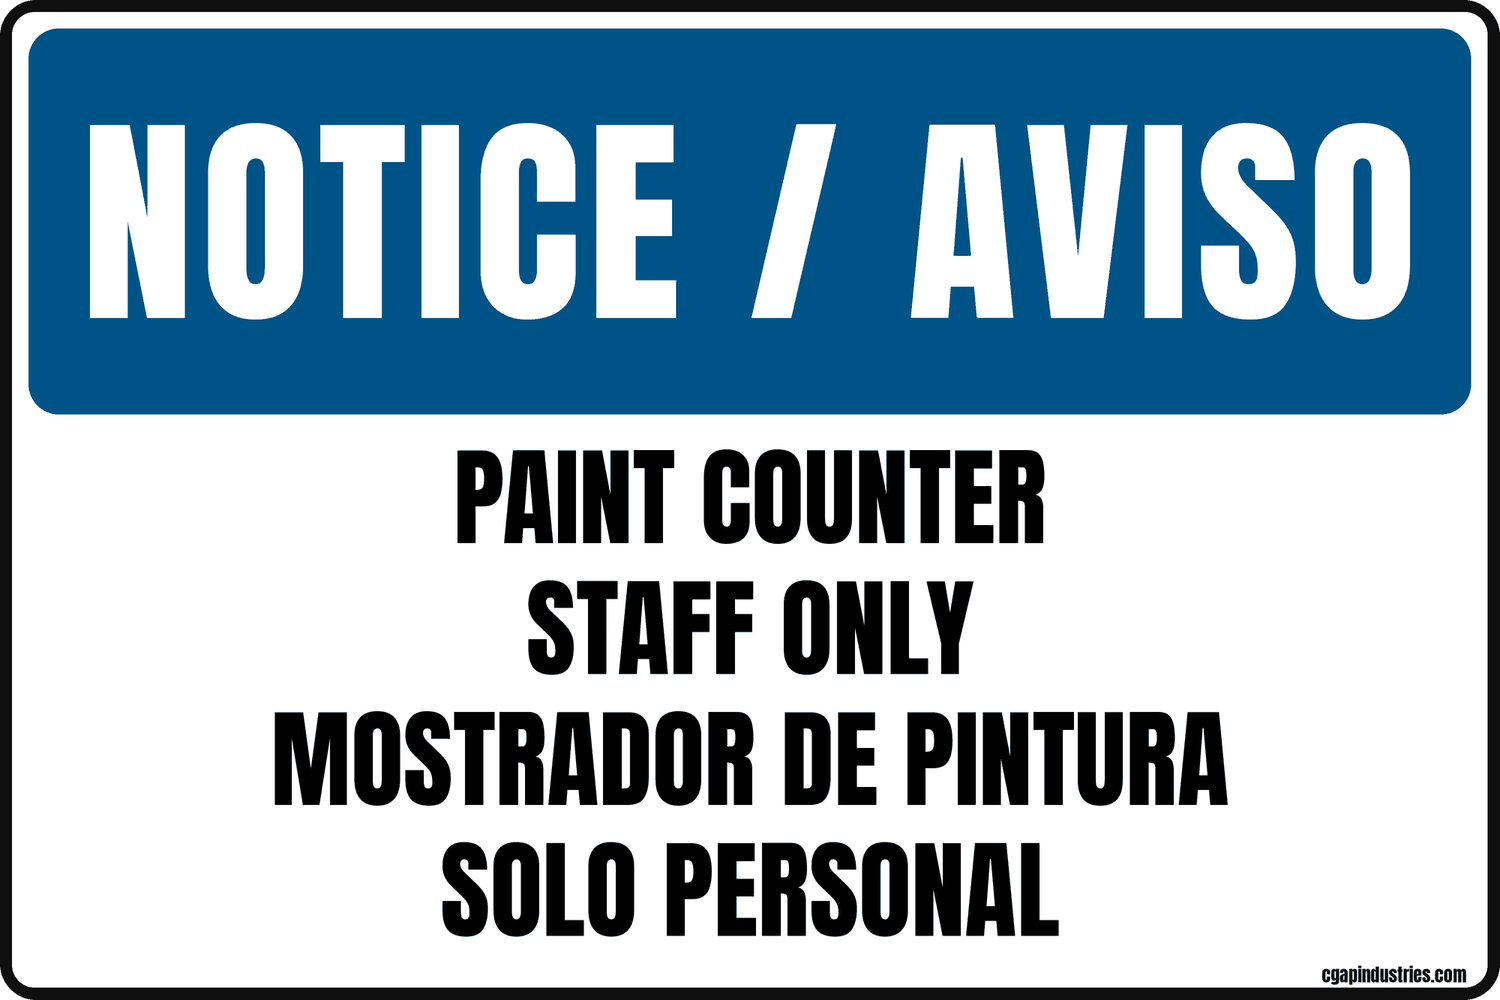 NOTICE / AVISO
PAINT COUNTER
STAFF ONLY
MOSTRADOR DE PINTURA
SOLO PERSONAL
cgapindustries.com